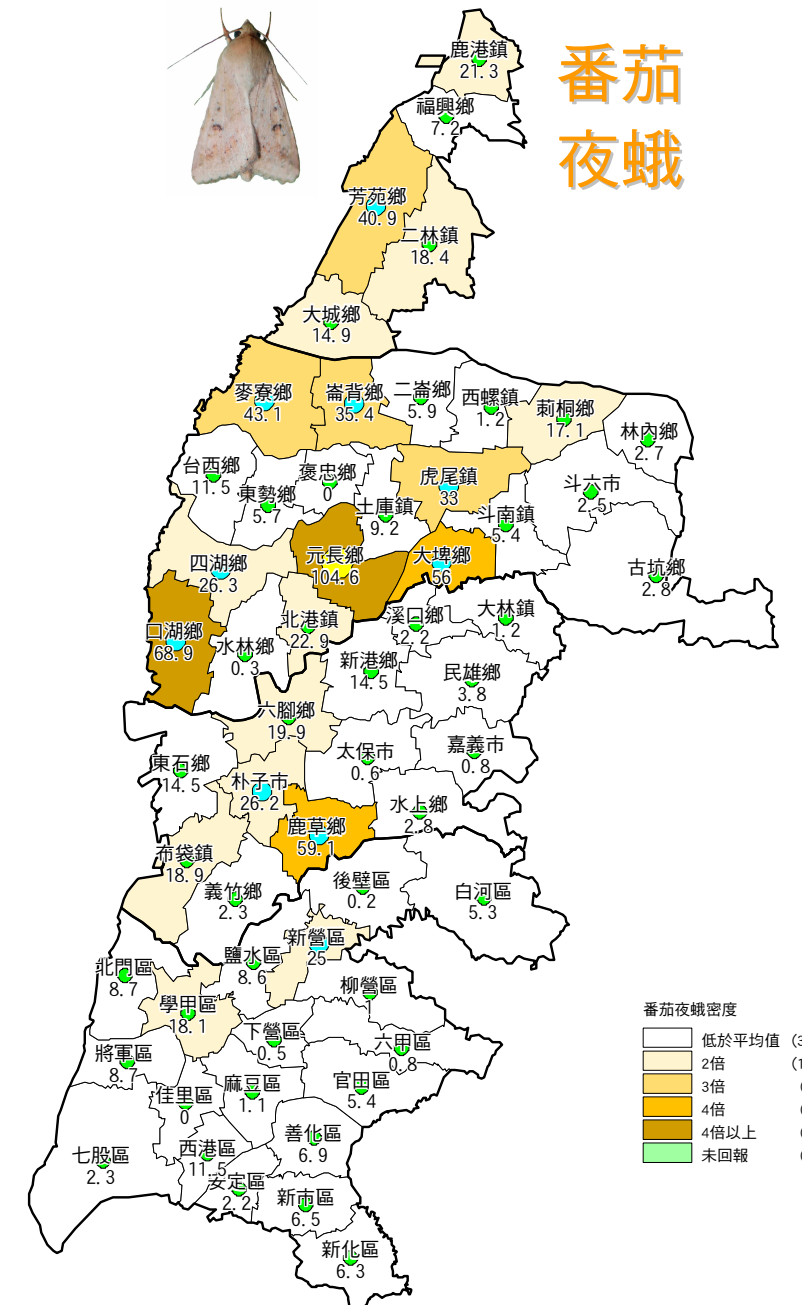 番茄
夜蛾
鹿港鎮
21.3
福興鄉
7.2
芳苑鄉
40.9
二林鎮
18.4
大城鄉
14.9
麥寮鄉
43.1
崙背鄉
35.4
二崙鄉
5.9
西螺鎮
1.2
莿桐鄉
17.1
林內鄉
2.7
台西鄉
11.5
東勢鄉
5.7
褒忠鄉
0
土庫鎮
9.2
虎尾鎮
33
斗南鎮
5.4
斗六市
2.5
古坑鄉
2.8
四湖鄉
26.3
元長鄉
104.6
大埤鄉
56
口湖鄉
68.9
水林鄉
0.3
北港鎮
22.9
溪口鄉
2.2
大林鎮
1.2
新港鄉
14.5
民雄鄉
3.8
六腳鄉
19.9
東石鄉
14.5
太保市
0.6
嘉義市
0.8
朴子市
26.2
水上鄉
2.8
鹿草鄉
59.1
布袋鎮
18.9
義竹鄉
2.3
後壁區
0.2
白河區
5.3
新營區
25
鹽水區
8.6
北門區
8.7
柳營區
1
學甲區
18.1
下營區
0.5
六甲區
0.8
將軍區
8.7
佳里區
0
麻豆區
1.1
官田區
5.4
善化區
6.9
七股區
2.3
西港區
11.5
安定區
2.2
新市區
6.5
新化區
6.3
番茄夜蛾密度
低於平均值 (3
2倍 (1
3倍
4倍
4倍以上
未回報